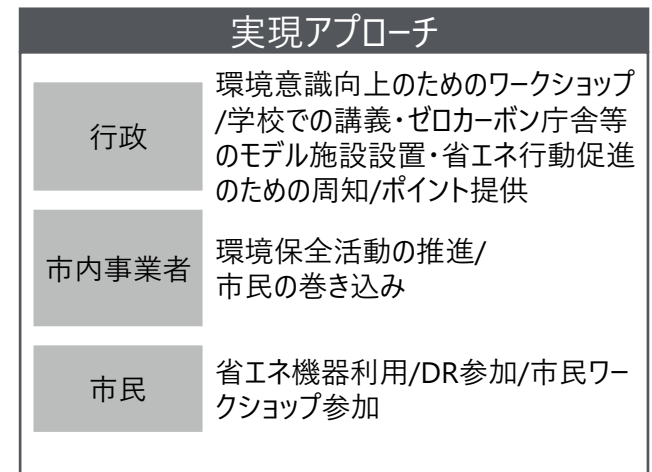 実現アプローチ
行政
環境意識向上のためのワークショップ
/学校での講義・ゼロカーボン庁舎等
のモデル施設設置・省エネ行動促進
のための周知/ポイント提供
市内事業者
環境保全活動の推進/
市民の巻き込み
市民
省エネ機器利用/DR参加/市民ワー
クショップ参加